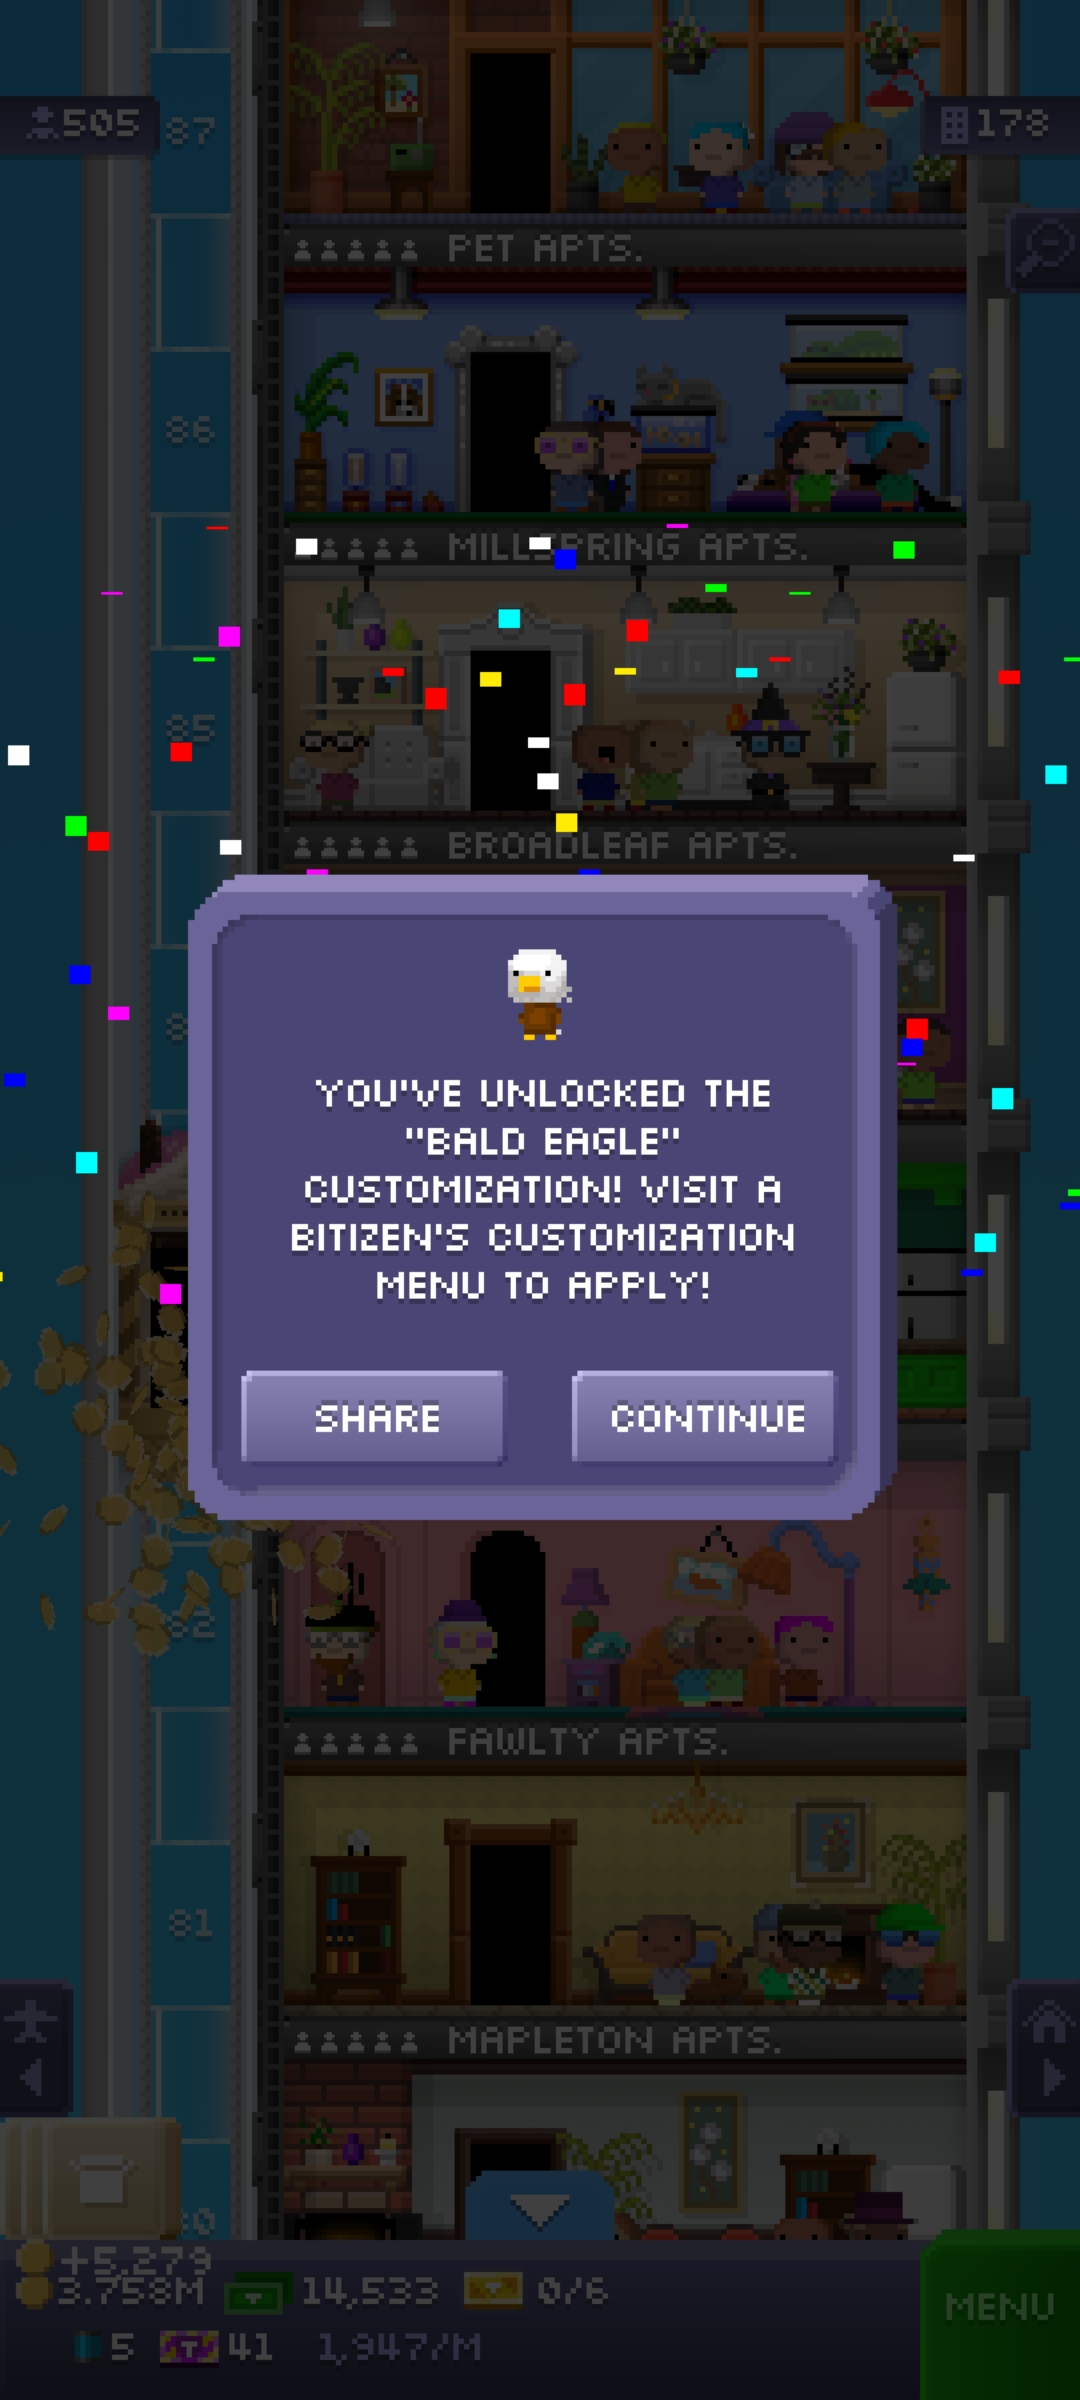 505
87
178
PET APTS.
86
MILLSPRING APTS.
85
BROADLEAF APTS.
YOU'VE UNLOCKED THE
"BALD EAGLE"
CUSTOMIZATION! VISIT A
BITIZEN'S CUSTOMIZATION
MENU TO APPLY!
SHARE
CONTINUE
82
FAWLTY APTS.
81
MAPLETON APTS.
+5,279
3.758M
14,533
0/6
MENU
5
41
1,947/M